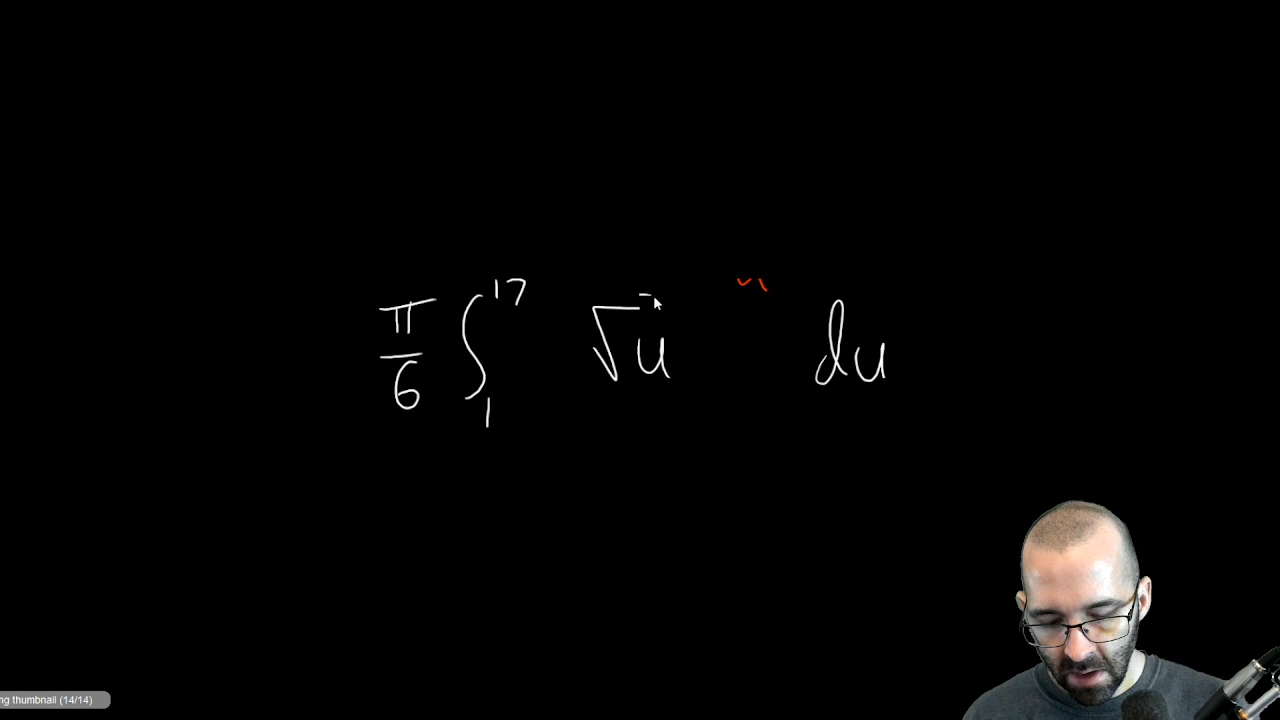 π/6 ∫₁¹⁷ √u du
ng thumbnail (14/14)